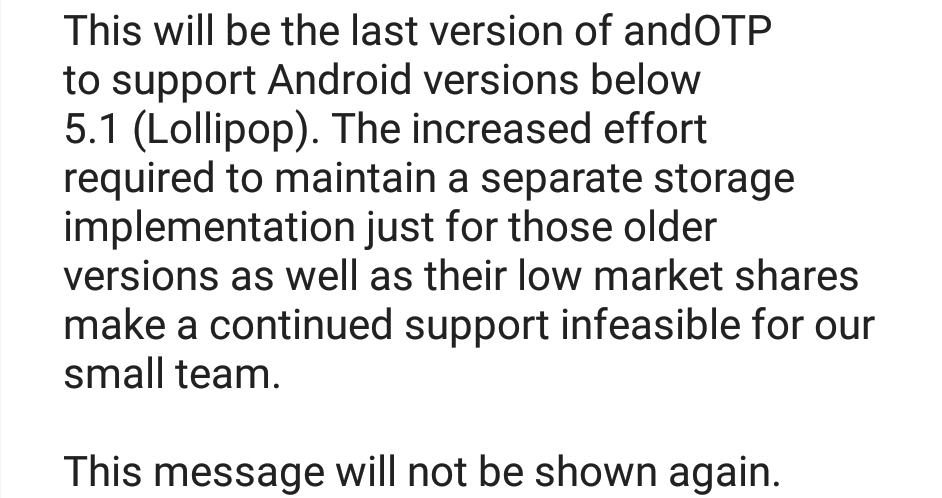 This will be the last version of andOTP
to support Android versions below
5.1 (Lollipop). The increased effort
required to maintain a separate storage
implementation just for those older
versions as well as their low market shares
make a continued support infeasible for our
small team.
This message will not be shown again.